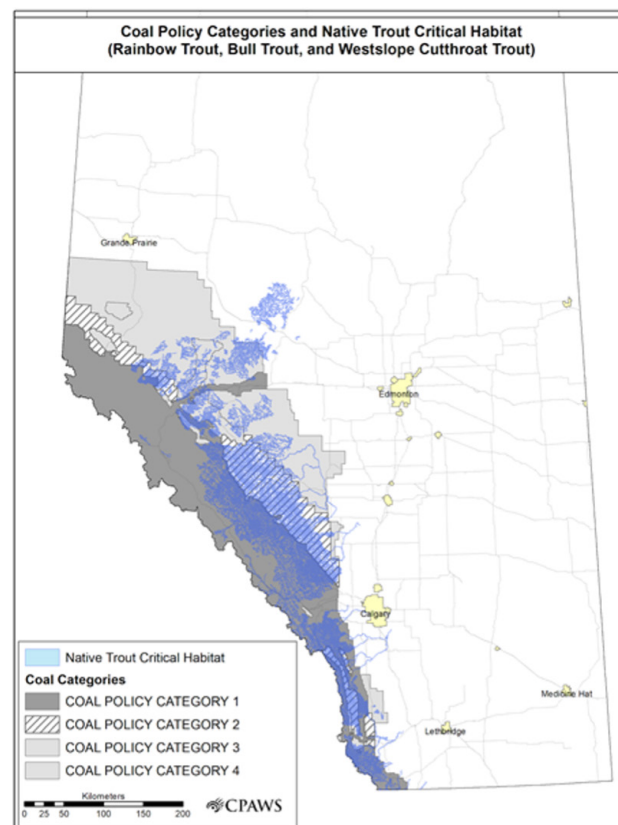 Coal Policy Categories and Native Trout Critical Habitat
(Rainbow Trout, Bull Trout, and Westslope Cutthroat Trout)
Grande Prairie
Edmonton
Calgary
Medicine Hat
Lethbridge
Native Trout Critical Habitat
Coal Categories
COAL POLICY CATEGORY 1
COAL POLICY CATEGORY 2
COAL POLICY CATEGORY 3
COAL POLICY CATEGORY 4
Kilometers
0 25 50 100 150 200
CPAWS